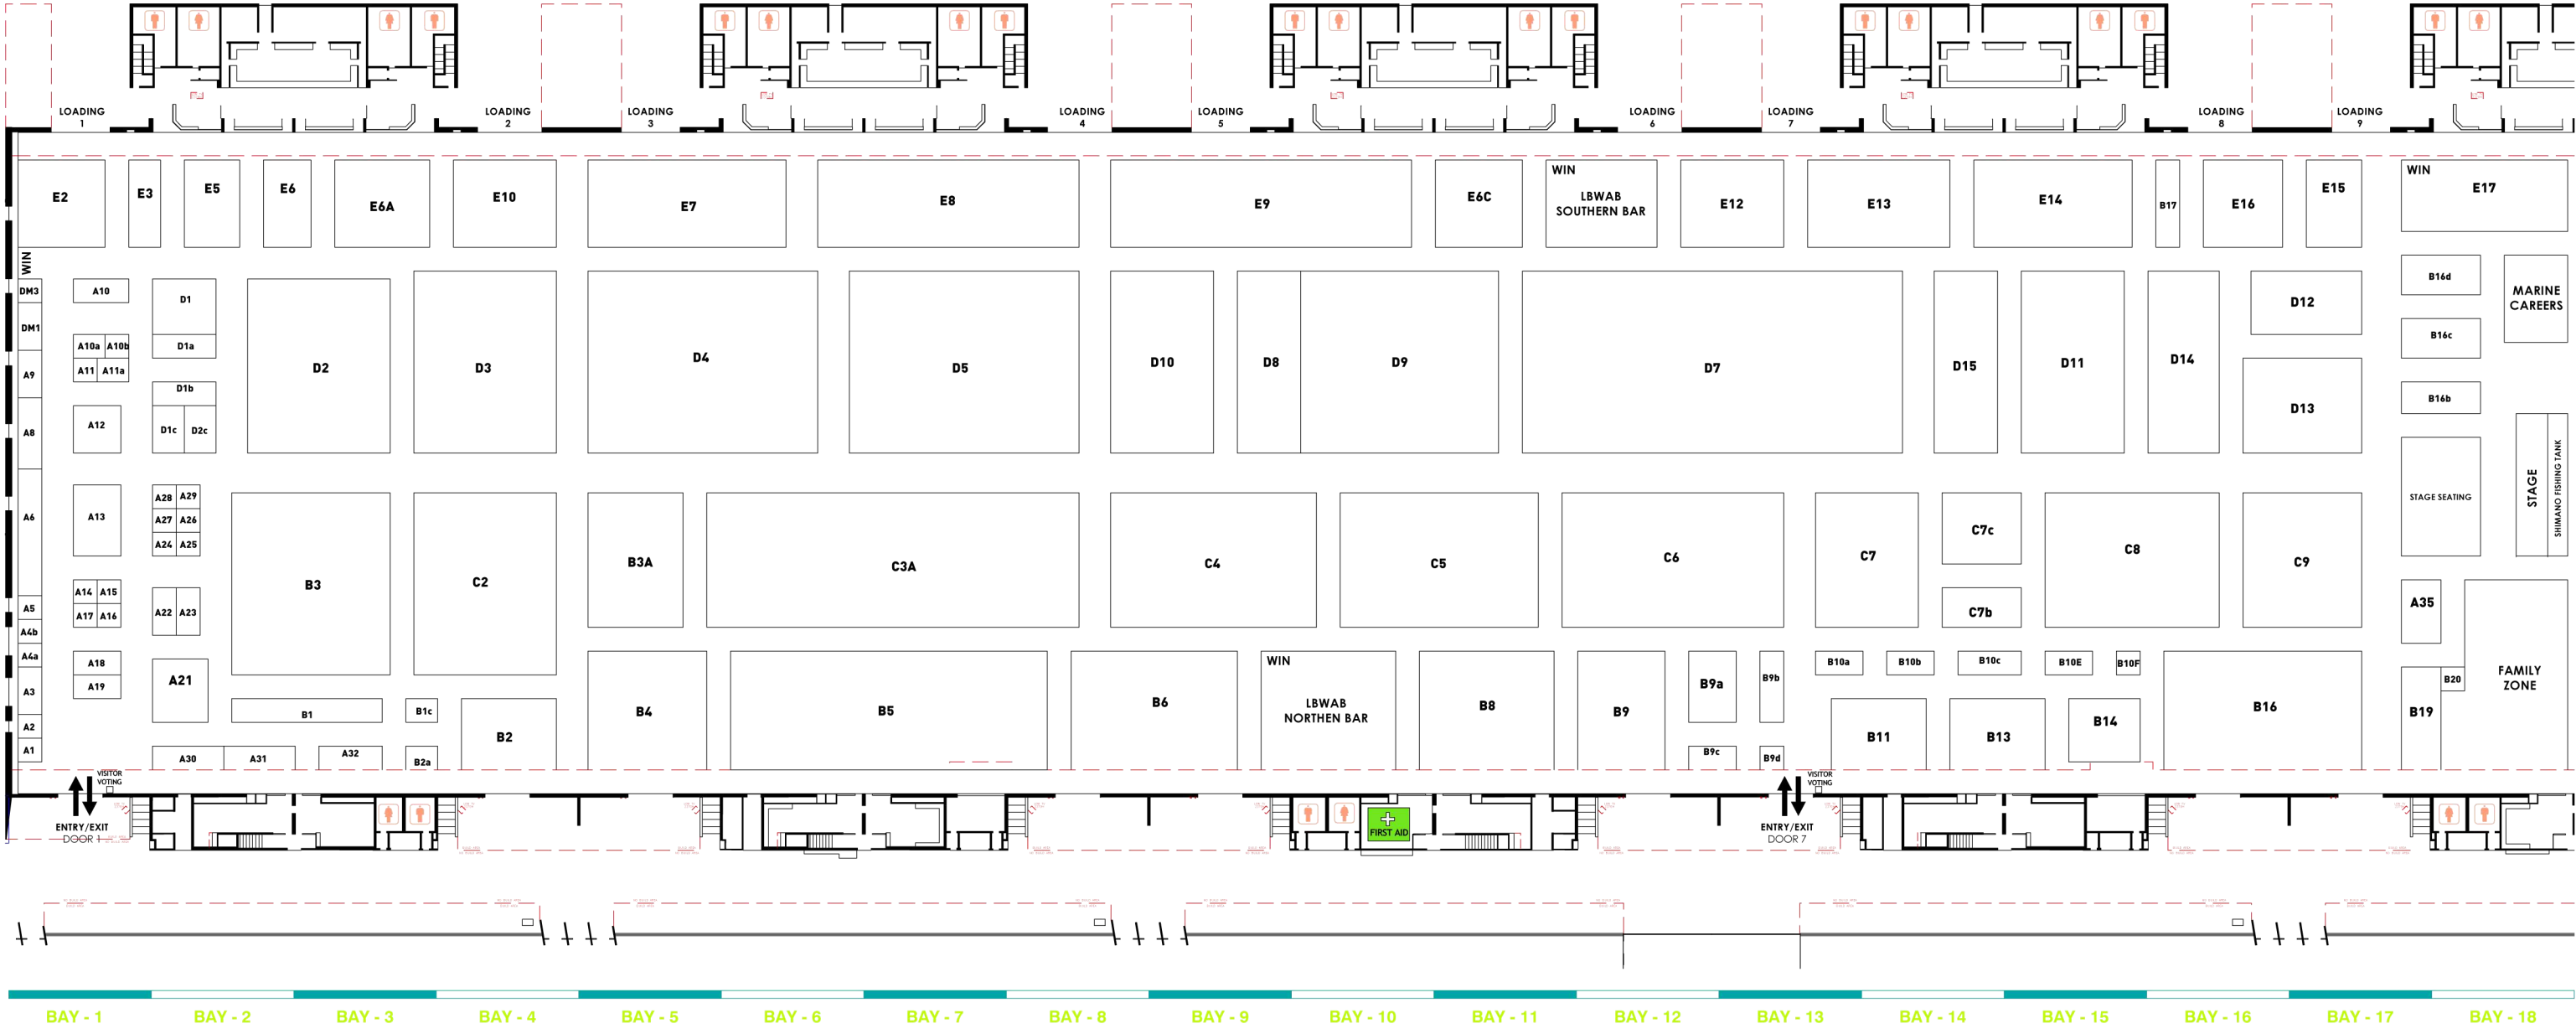 LOADING
1
LOADING
2
LOADING
3
LOADING
4
LOADING
5
LOADING
6
LOADING
7
LOADING
8
LOADING
9
E2
E3
E5
E6
E6A
E10
E7
E8
E9
E6C
WIN
LBWAB
SOUTHERN BAR
E12
E13
E14
B17
E16
E15
WIN
E17
WIN
DM3
DM1
A9
A8
A6
A5
A4b
A4a
A3
A2
A1
A10
A10a
A10b
A11
A11a
A12
A13
A14
A15
A17
A16
A18
A19
D1
D1a
D1b
D1c
D2c
A28
A29
A27
A26
A24
A25
A22
A23
A21
D2
D3
D4
D5
D10
D8
D9
D7
D15
D11
D14
D12
D13
B16d
B16c
B16b
MARINE
CAREERS
STAGE SEATING
STAGE
SHIMANO FISHING TANK
B3
C2
B3A
C3A
C4
C5
C6
C7
C7c
C7b
C8
C9
A35
FAMILY
ZONE
B20
B19
B1
B1c
B2
B2a
A30
A31
A32
B4
B5
B6
WIN
LBWAB
NORTHEN BAR
B8
B9
B9a
B9b
B9c
B9d
B10a
B10b
B10c
B10E
B10F
B11
B13
B14
B16
VISITOR
VOTING
ENTRY/EXIT
DOOR 1
FIRST AID
VISITOR
VOTING
ENTRY/EXIT
DOOR 7
BAY - 1
BAY - 2
BAY - 3
BAY - 4
BAY - 5
BAY - 6
BAY - 7
BAY - 8
BAY - 9
BAY - 10
BAY - 11
BAY - 12
BAY - 13
BAY - 14
BAY - 15
BAY - 16
BAY - 17
BAY - 18